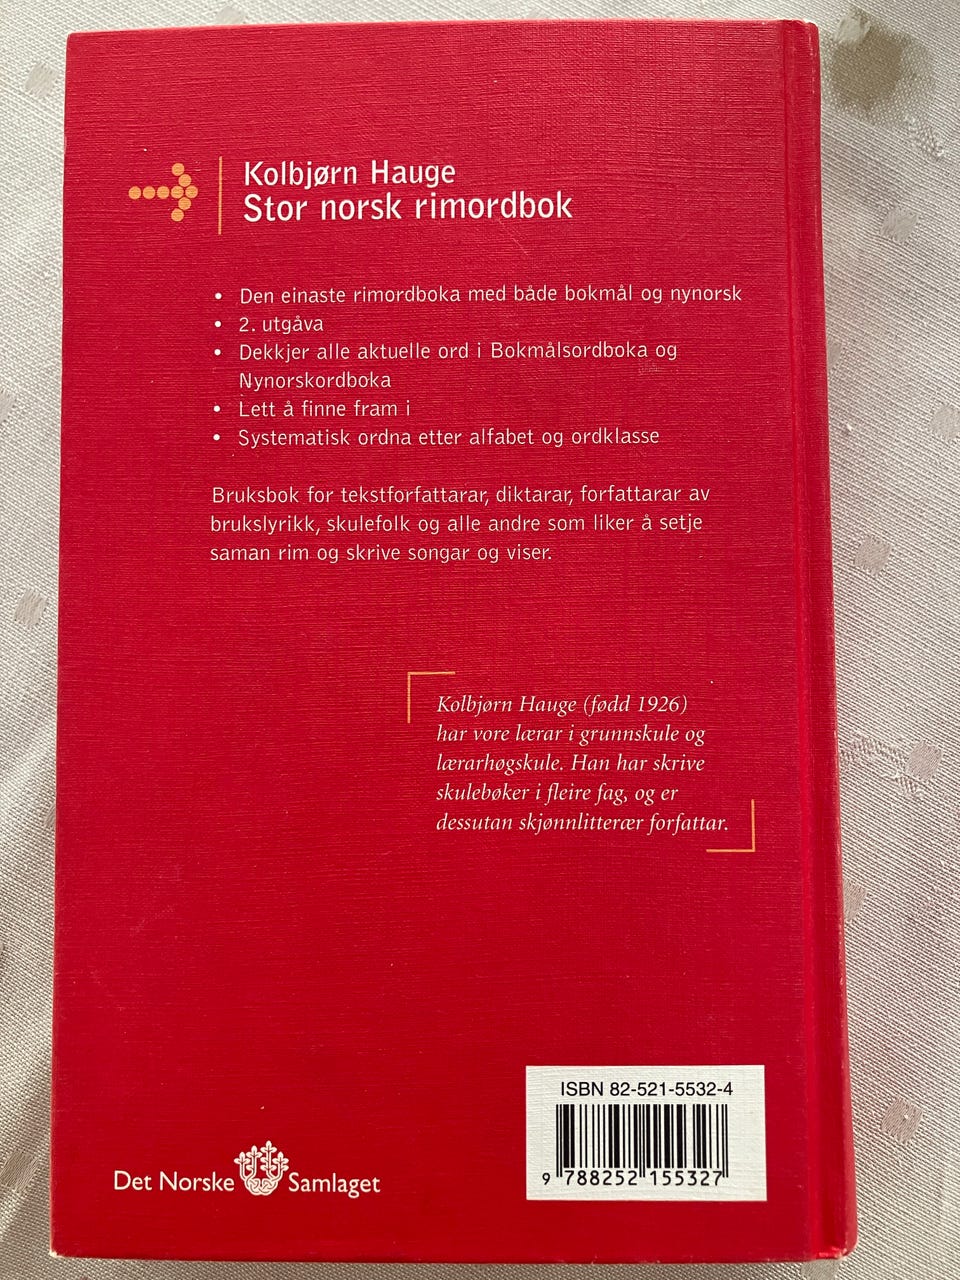 Kolbjørn Hauge
Stor norsk rimordbok
• Den einaste rimordboka med både bokmål og nynorsk
• 2. utgåva
• Dekkjer alle aktuelle ord i Bokmålsordboka og
Nynorskordboka
• Lett å finne fram i
• Systematisk ordna etter alfabet og ordklasse
Bruksbok for tekstforfattarar, diktarar, forfattarar av
brukslyrikk, skulefolk og alle andre som liker å setje
saman rim og skrive songar og viser.
Kolbjørn Hauge (fødd 1926)
har vore lærar i grunnskule og
lærarhøgskule. Han har skrive
skulebøker i fleire fag, og er
dessutan skjønnlitterær forfattar.
ISBN 82-521-5532-4
9 788252 155327
Det Norske Samlaget